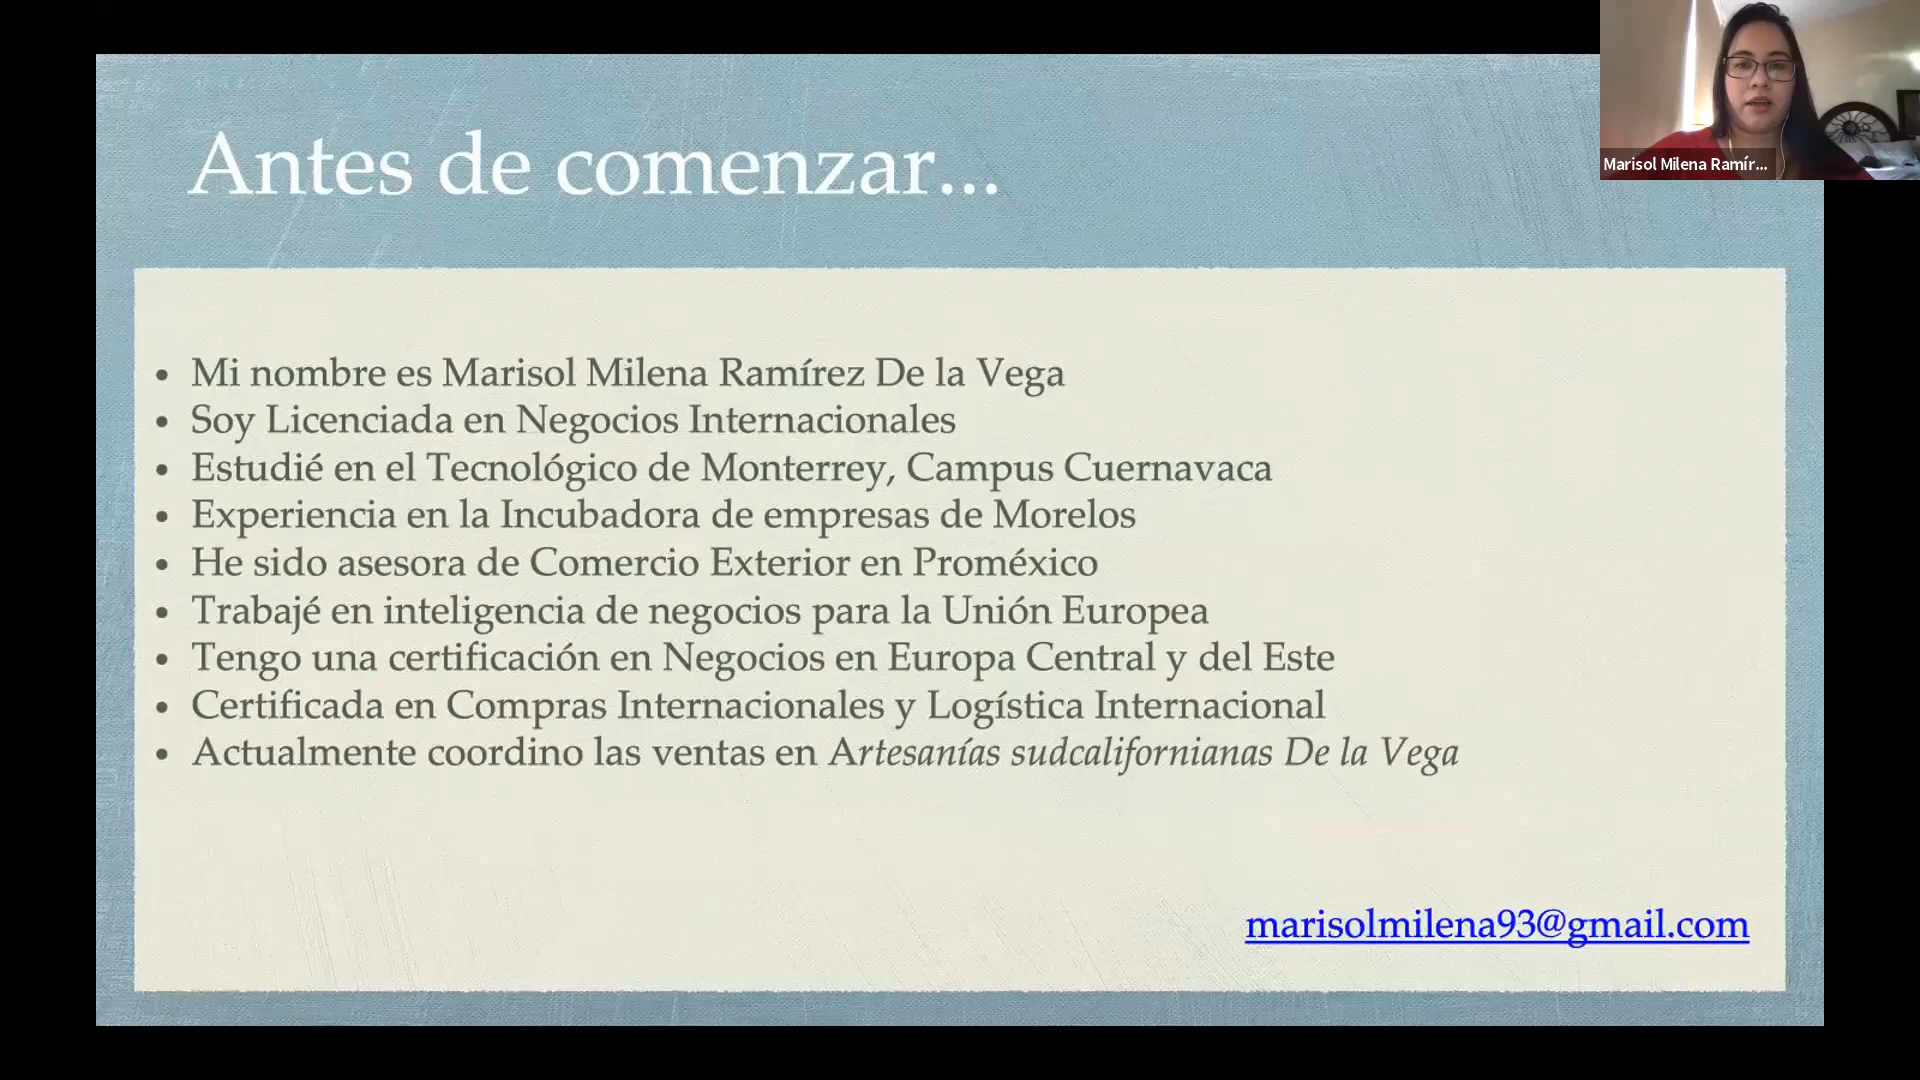 Antes de comenzar...
Marisol Milena Ramír...
• Mi nombre es Marisol Milena Ramírez De la Vega
• Soy Licenciada en Negocios Internacionales
• Estudié en el Tecnológico de Monterrey, Campus Cuernavaca
• Experiencia en la Incubadora de empresas de Morelos
• He sido asesora de Comercio Exterior en Proméxico
• Trabajé en inteligencia de negocios para la Unión Europea
• Tengo una certificación en Negocios en Europa Central y del Este
• Certificada en Compras Internacionales y Logística Internacional
• Actualmente coordino las ventas en Artesanías sudcalifornianas De la Vega
marisolmilena93@gmail.com